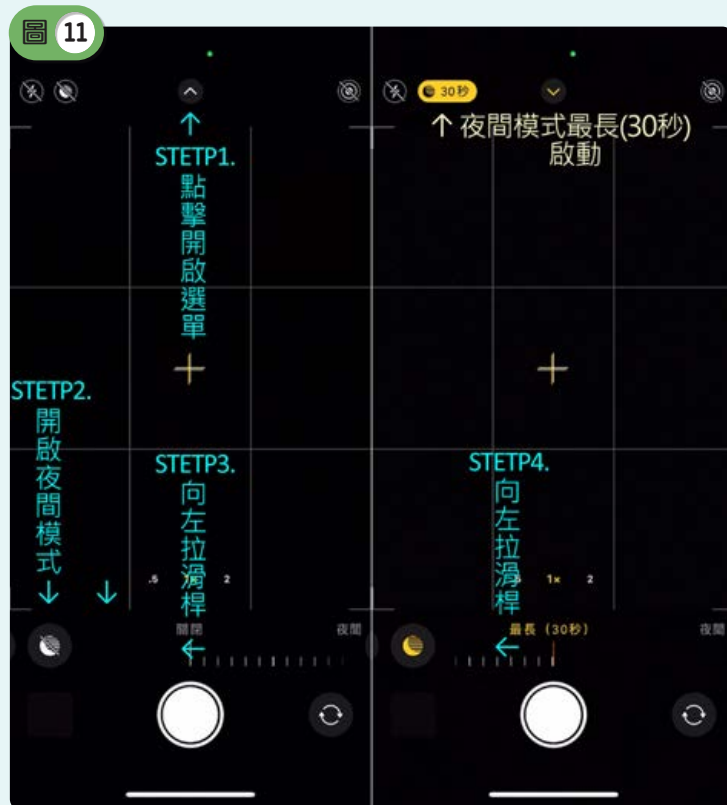 圖 11
STETP1.
點擊開啟選單
STETP2.
開啟夜間模式
STETP3.
向左拉滑桿
.5
2
關閉
夜間
30秒
夜間模式最長(30秒)
啟動
STETP4.
向左拉滑桿
1×
2
最長（30秒）
夜間